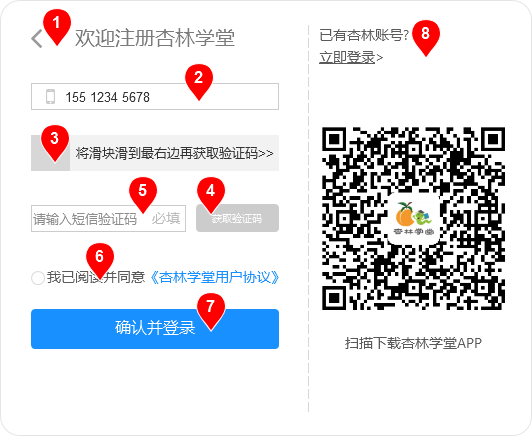 1
欢迎注册杏林学堂
2
155 1234 5678
3
将滑块滑到最右边再获取验证码>>
5
请输入短信验证码 必填
4
获取验证码
6
我已阅读并同意《杏林学堂用户协议》
7
确认并登录
已有杏林账号?
8
立即登录>
杏林学堂
扫描下载杏林学堂APP